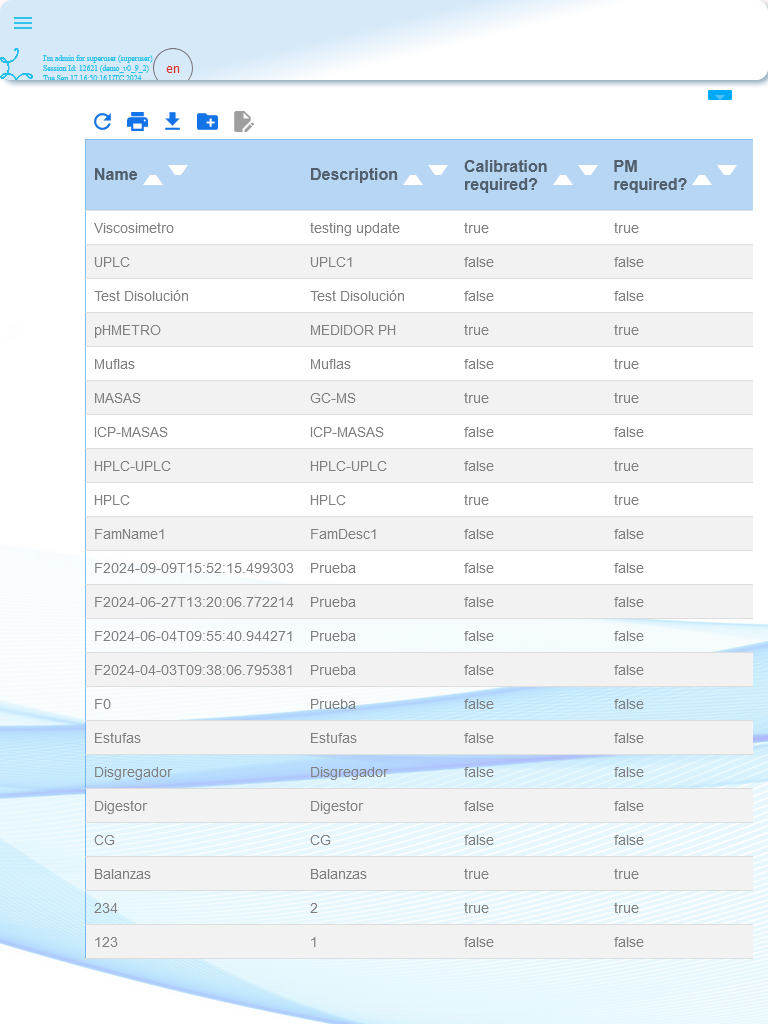 I'm admin for superuser (superuser)
Session Id: 12621 (demo_v0_9_2)
Tue Sep 17 16:50:16 UTC 2024
en
Name Description Calibration required? PM required?
Viscosimetro testing update true true
UPLC UPLC1 false false
Test Disolución Test Disolución false false
pHMETRO MEDIDOR PH true true
Muflas Muflas false true
MASAS GC-MS true true
ICP-MASAS ICP-MASAS false false
HPLC-UPLC HPLC-UPLC false true
HPLC HPLC true true
FamName1 FamDesc1 false false
F2024-09-09T15:52:15.499303 Prueba false false
F2024-06-27T13:20:06.772214 Prueba false false
F2024-06-04T09:55:40.944271 Prueba false false
F2024-04-03T09:38:06.795381 Prueba false false
F0 Prueba false false
Estufas Estufas false false
Disgregador Disgregador false false
Digestor Digestor false false
CG CG false false
Balanzas Balanzas true true
234 2 true true
123 1 false false